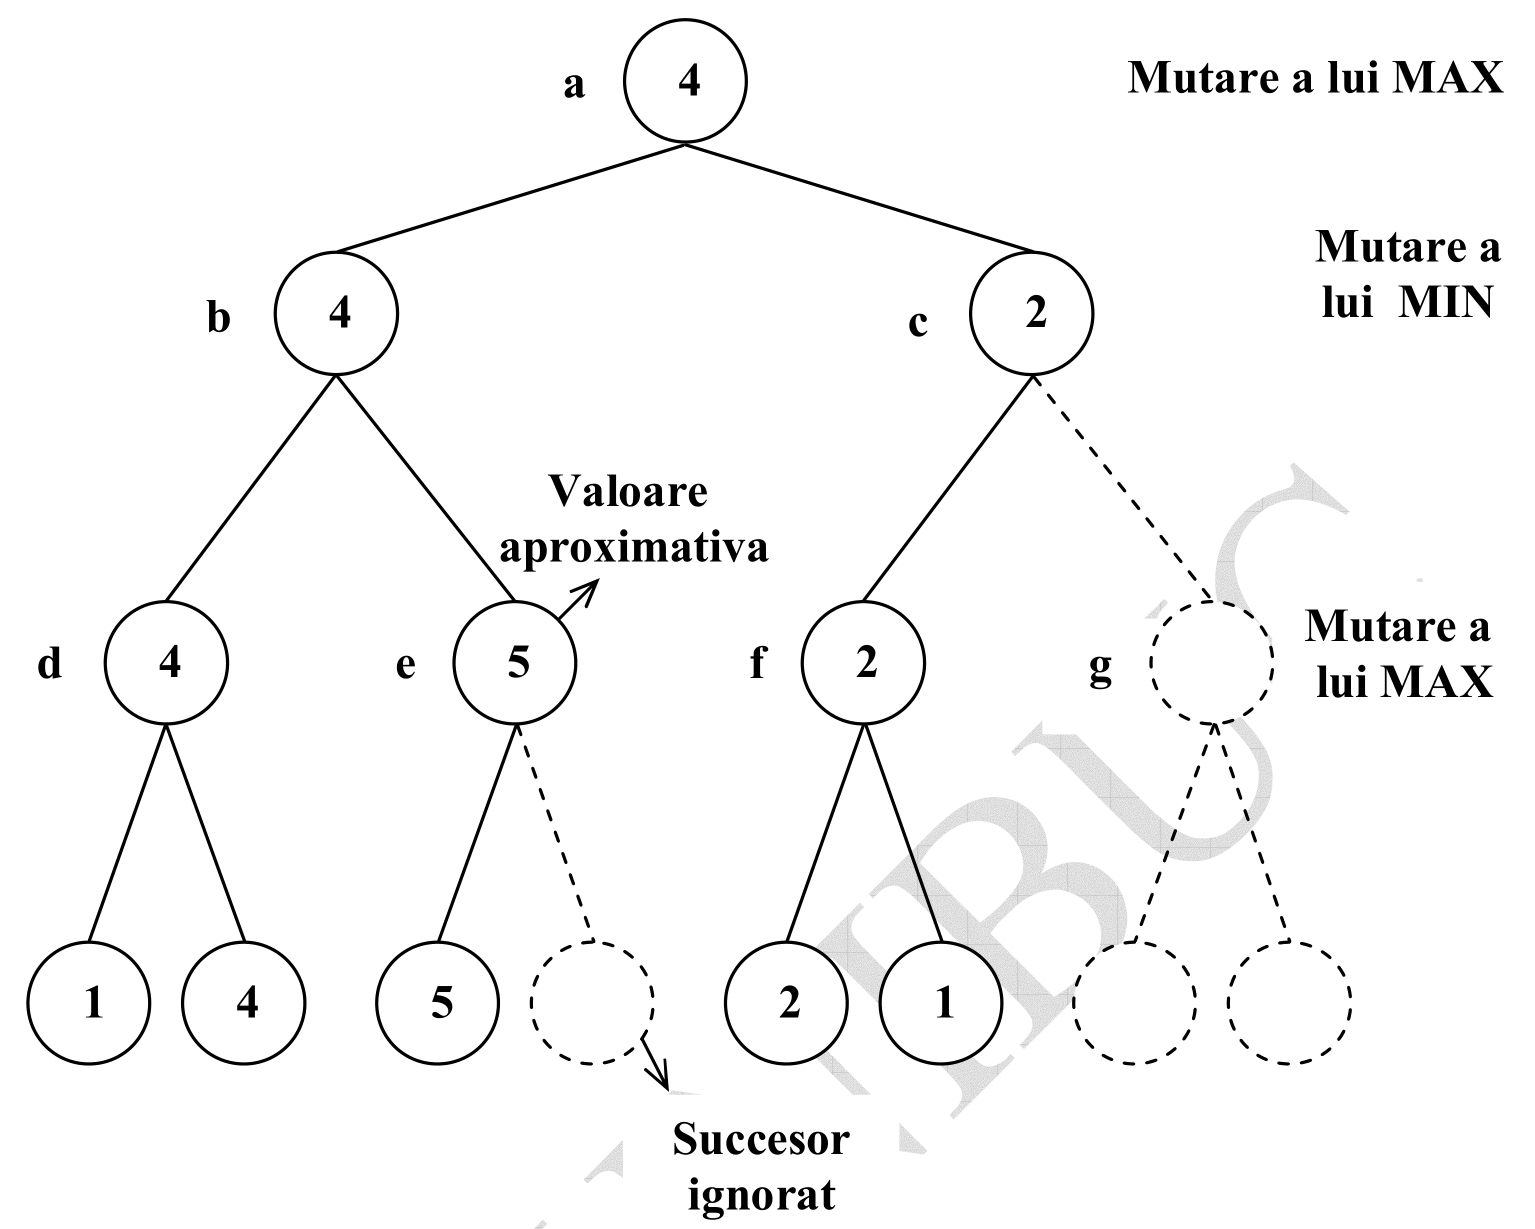 a 4 Mutare a lui MAX
b 4 c 2 Mutare a
lui MIN
Valoare
aproximativa
d 4 e 5 f 2 g Mutare a
lui MAX
1 4 5 2 1
Succesor
ignorat